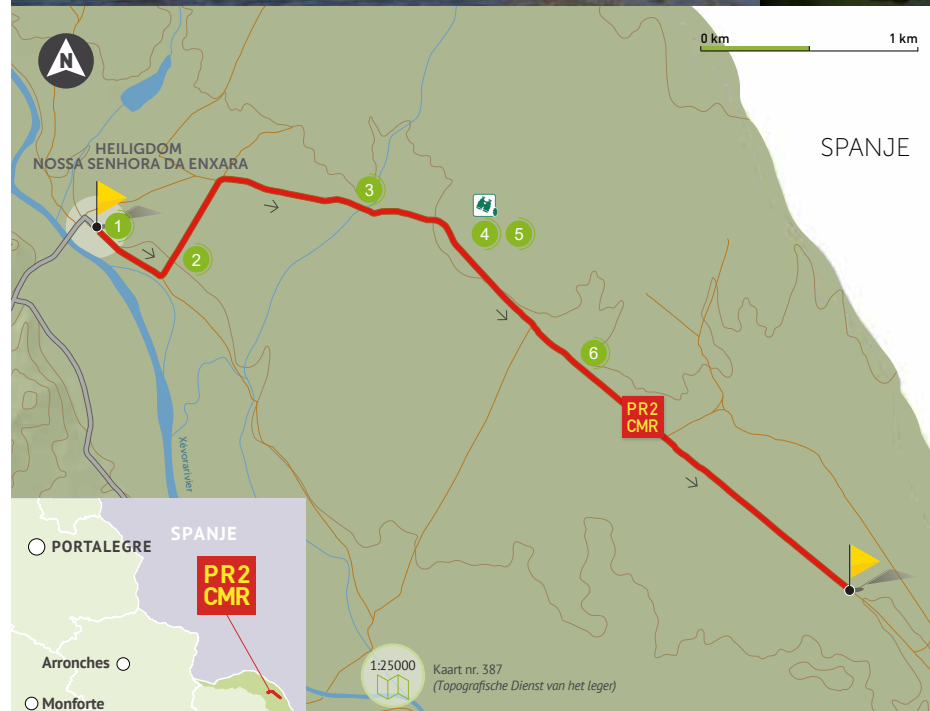 N
0 km
1 km
SPANJE
HEILIGDOM
NOSSA SENHORA DA ENXARA
1
2
3
4
5
6
PR2
CMR
Xévorarivier
SPANJE
PORTALEGRE
PR2
CMR
Arronches
Monforte
1:25000
Kaart nr. 387
(Topografische Dienst van het leger)